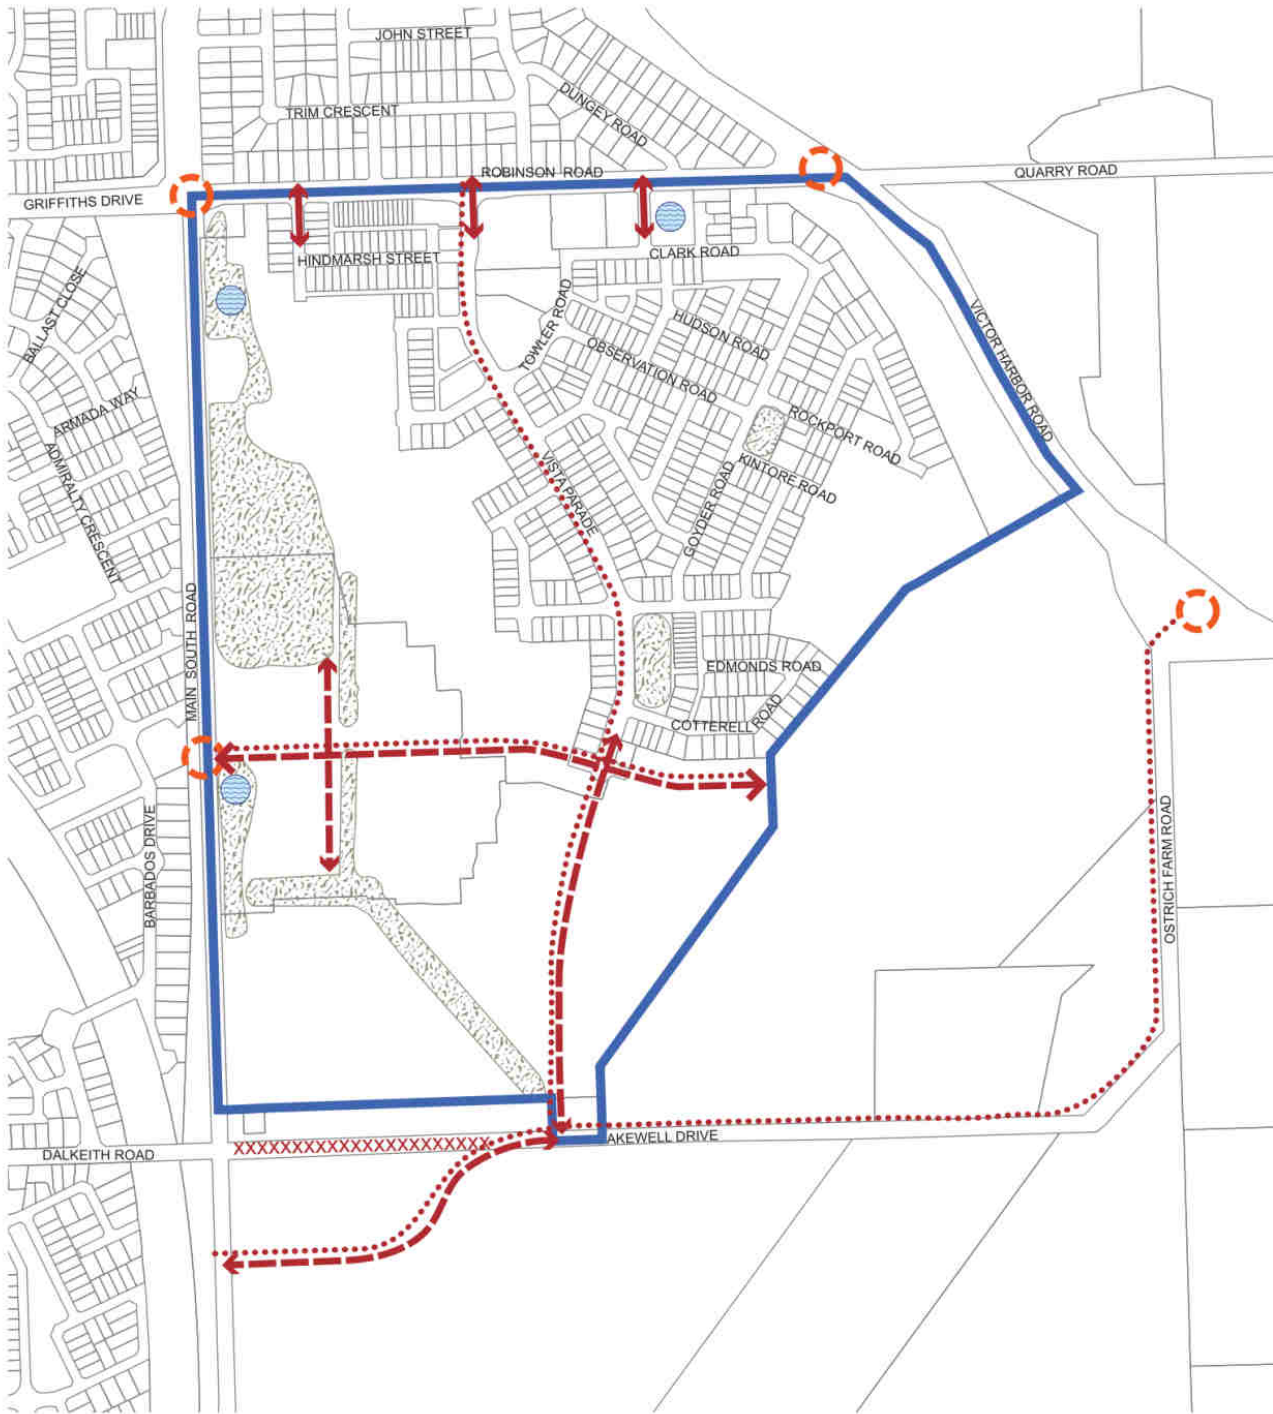 JOHN STREET
TRIM CRESCENT
DUNGEY ROAD
ROBINSON ROAD
QUARRY ROAD
GRIFFITHS DRIVE
HINDMARSH STREET
CLARK ROAD
BALLAST CLOSE
TOWLER ROAD
HUDSON ROAD
VICTOR HARBOR ROAD
OBSERVATION ROAD
ARMADA WAY
ROCKPORT ROAD
ADMIRALTY CRESCENT
VISTA PARADE
KINTORE ROAD
GOYDER ROAD
MAIN SOUTH ROAD
EDMONDS ROAD
COTTERELL ROAD
BARBADOS DRIVE
OSTRICH FARM ROAD
XXXXXXXXXXXXXXXXXXXXXX
AKEWELL DRIVE
DALKEITH ROAD